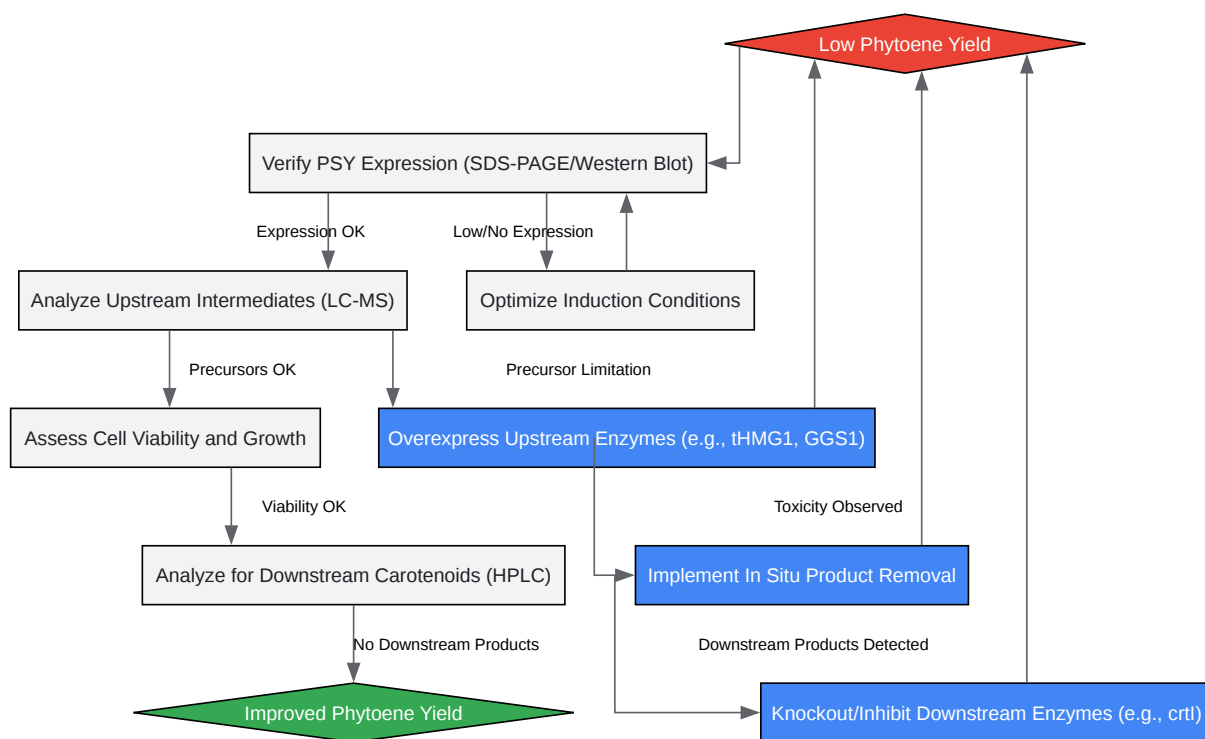 Low Phytoene Yield
Verify PSY Expression (SDS-PAGE/Western Blot)
Expression OK
Low/No Expression
Analyze Upstream Intermediates (LC-MS)
Optimize Induction Conditions
Precursors OK
Precursor Limitation
Assess Cell Viability and Growth
Overexpress Upstream Enzymes (e.g., tHMG1, GGS1)
Viability OK
Toxicity Observed
Analyze for Downstream Carotenoids (HPLC)
Implement In Situ Product Removal
No Downstream Products
Downstream Products Detected
Improved Phytoene Yield
Knockout/Inhibit Downstream Enzymes (e.g., crtI)